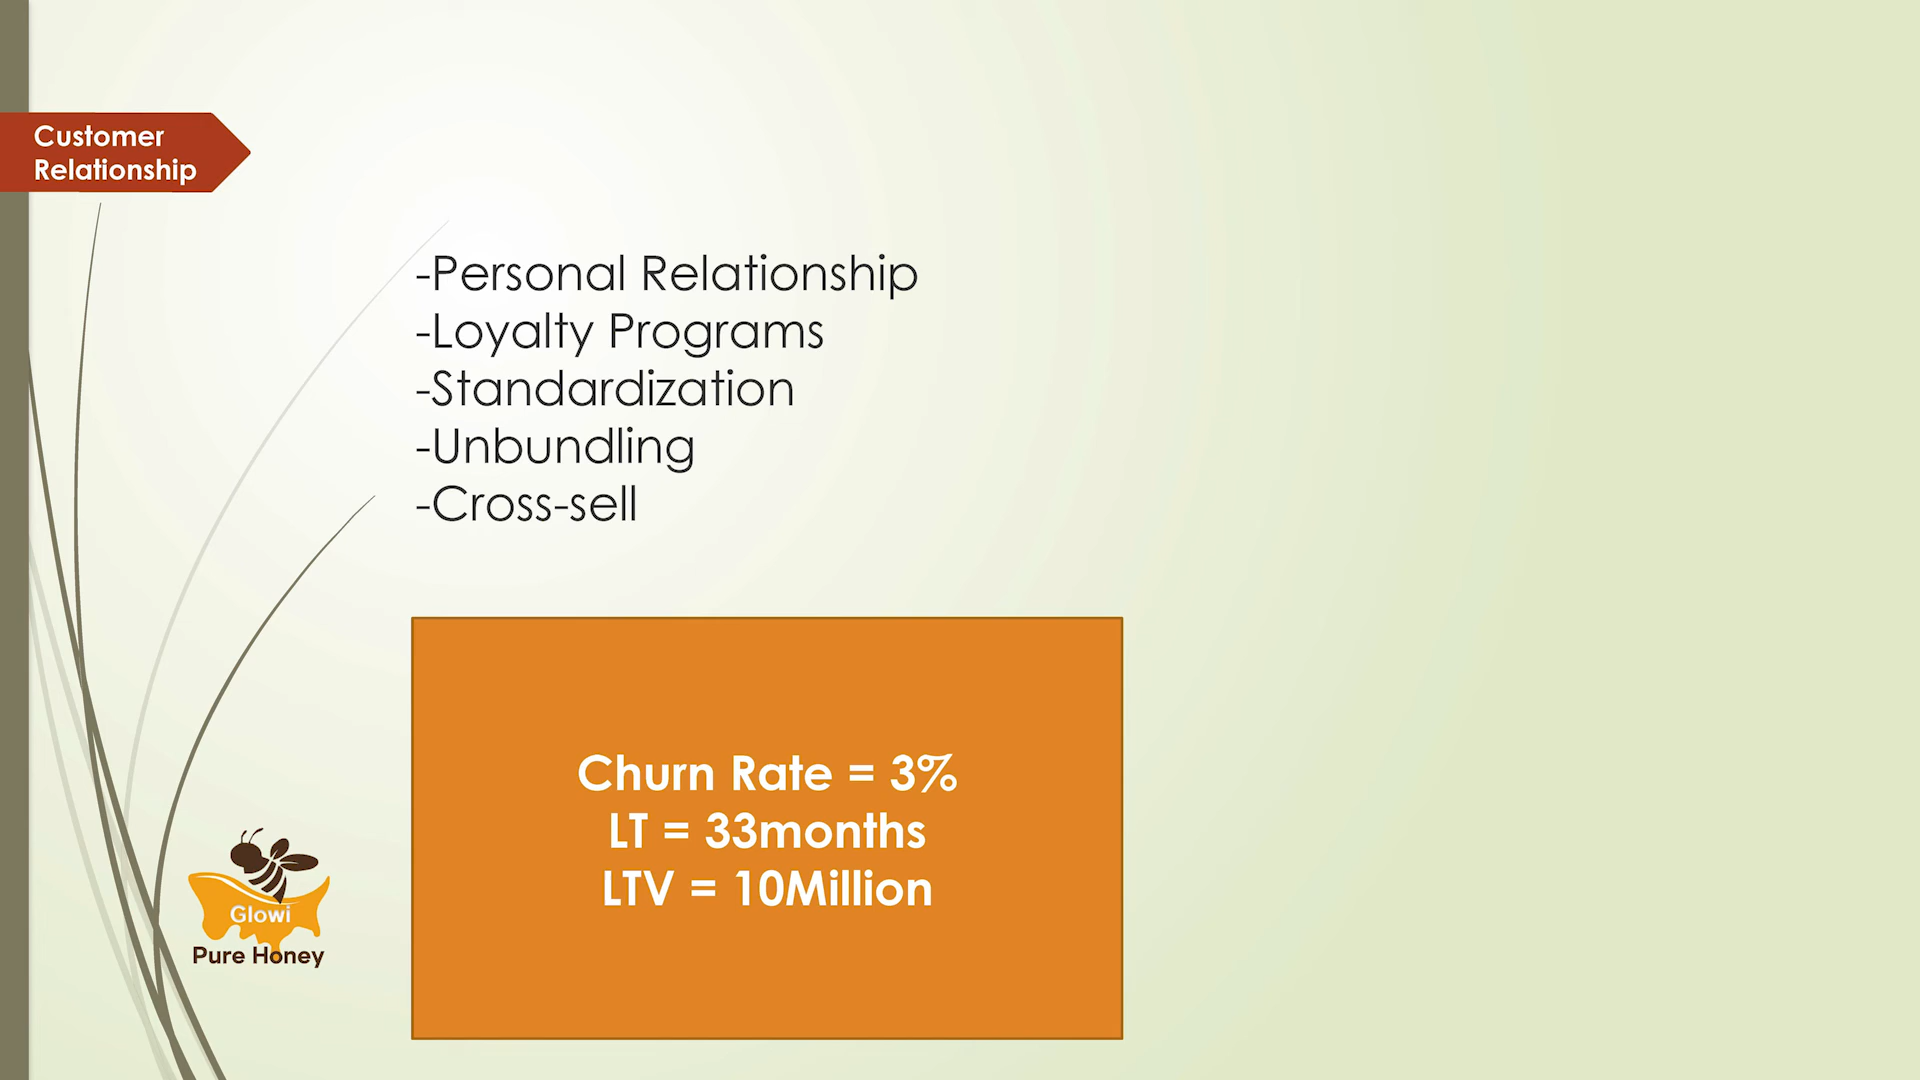 Customer
Relationship
-Personal Relationship
-Loyalty Programs
-Standardization
-Unbundling
-Cross-sell
Churn Rate = 3%
LT = 33months
LTV = 10Million
Glowi
Pure Honey